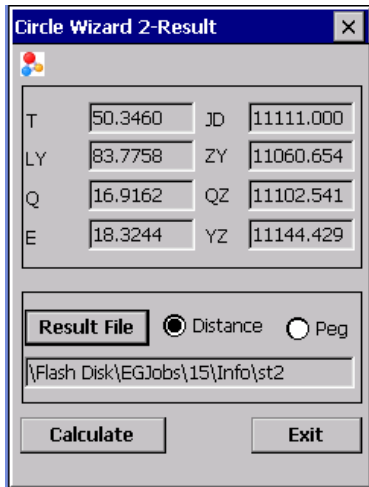 Circle Wizard 2-Result
T 50.3460 JD 11111.000
LY 83.7758 ZY 11060.654
Q 16.9162 QZ 11102.541
E 18.3244 YZ 11144.429
Result File Distance Peg
\Flash Disk\EGJobs\15\Info\st2
Calculate Exit